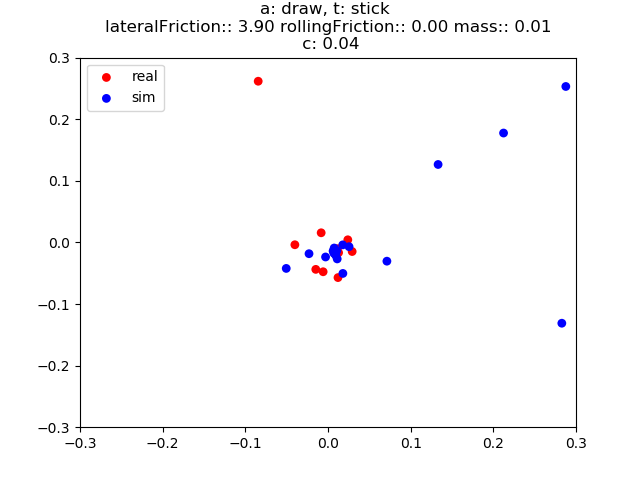 a: draw, t: stick
lateralFriction:: 3.90 rollingFriction:: 0.00 mass:: 0.01
c: 0.04
real
sim
0.3
0.2
0.1
0.0
−0.1
−0.2
−0.3
−0.3
−0.2
−0.1
0.0
0.1
0.2
0.3